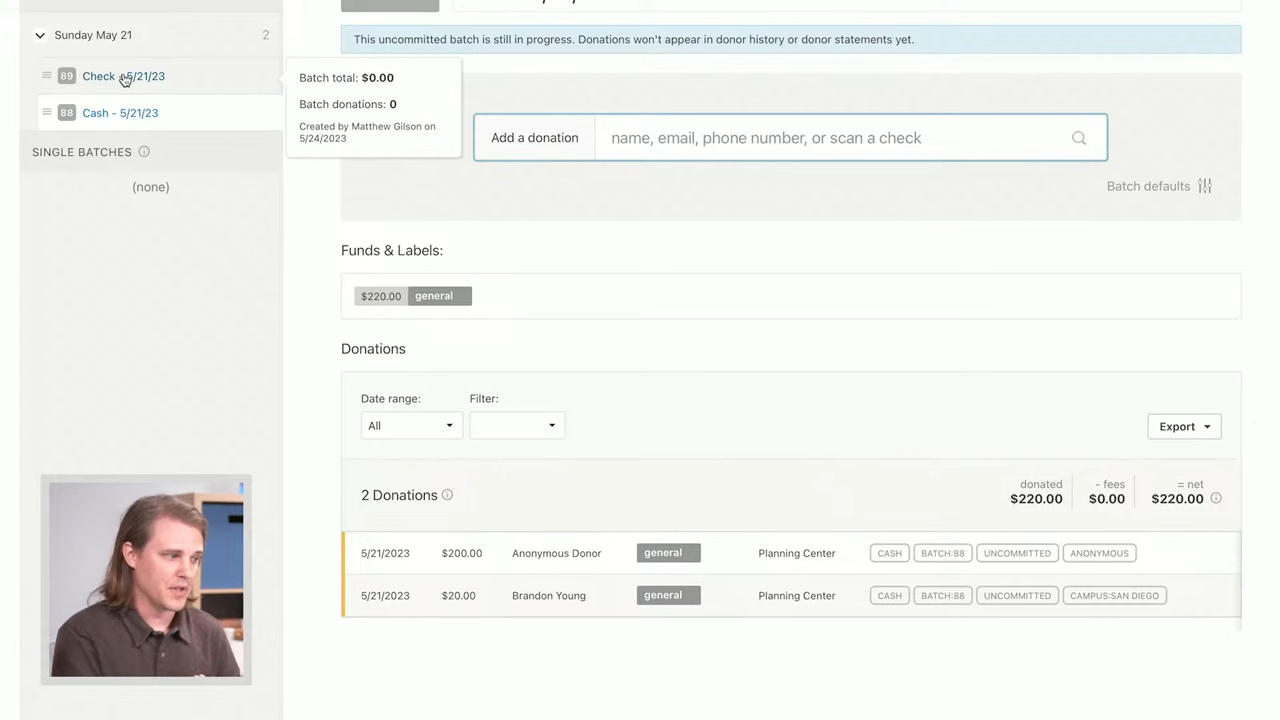 Sunday May 21 2
89 Check - 5/21/23
88 Cash - 5/21/23
SINGLE BATCHES
(none)
Batch total: $0.00
Batch donations: 0
Created by Matthew Gilson on
5/24/2023
This uncommitted batch is still in progress. Donations won't appear in donor history or donor statements yet.
Add a donation name, email, phone number, or scan a check
Batch defaults
Funds & Labels:
$220.00 general
Donations
Date range: Filter:
All
Export
2 Donations
donated - fees = net
$220.00 $0.00 $220.00
5/21/2023 $200.00 Anonymous Donor general Planning Center CASH BATCH:88 UNCOMMITTED ANONYMOUS
5/21/2023 $20.00 Brandon Young general Planning Center CASH BATCH:88 UNCOMMITTED CAMPUS:SAN DIEGO